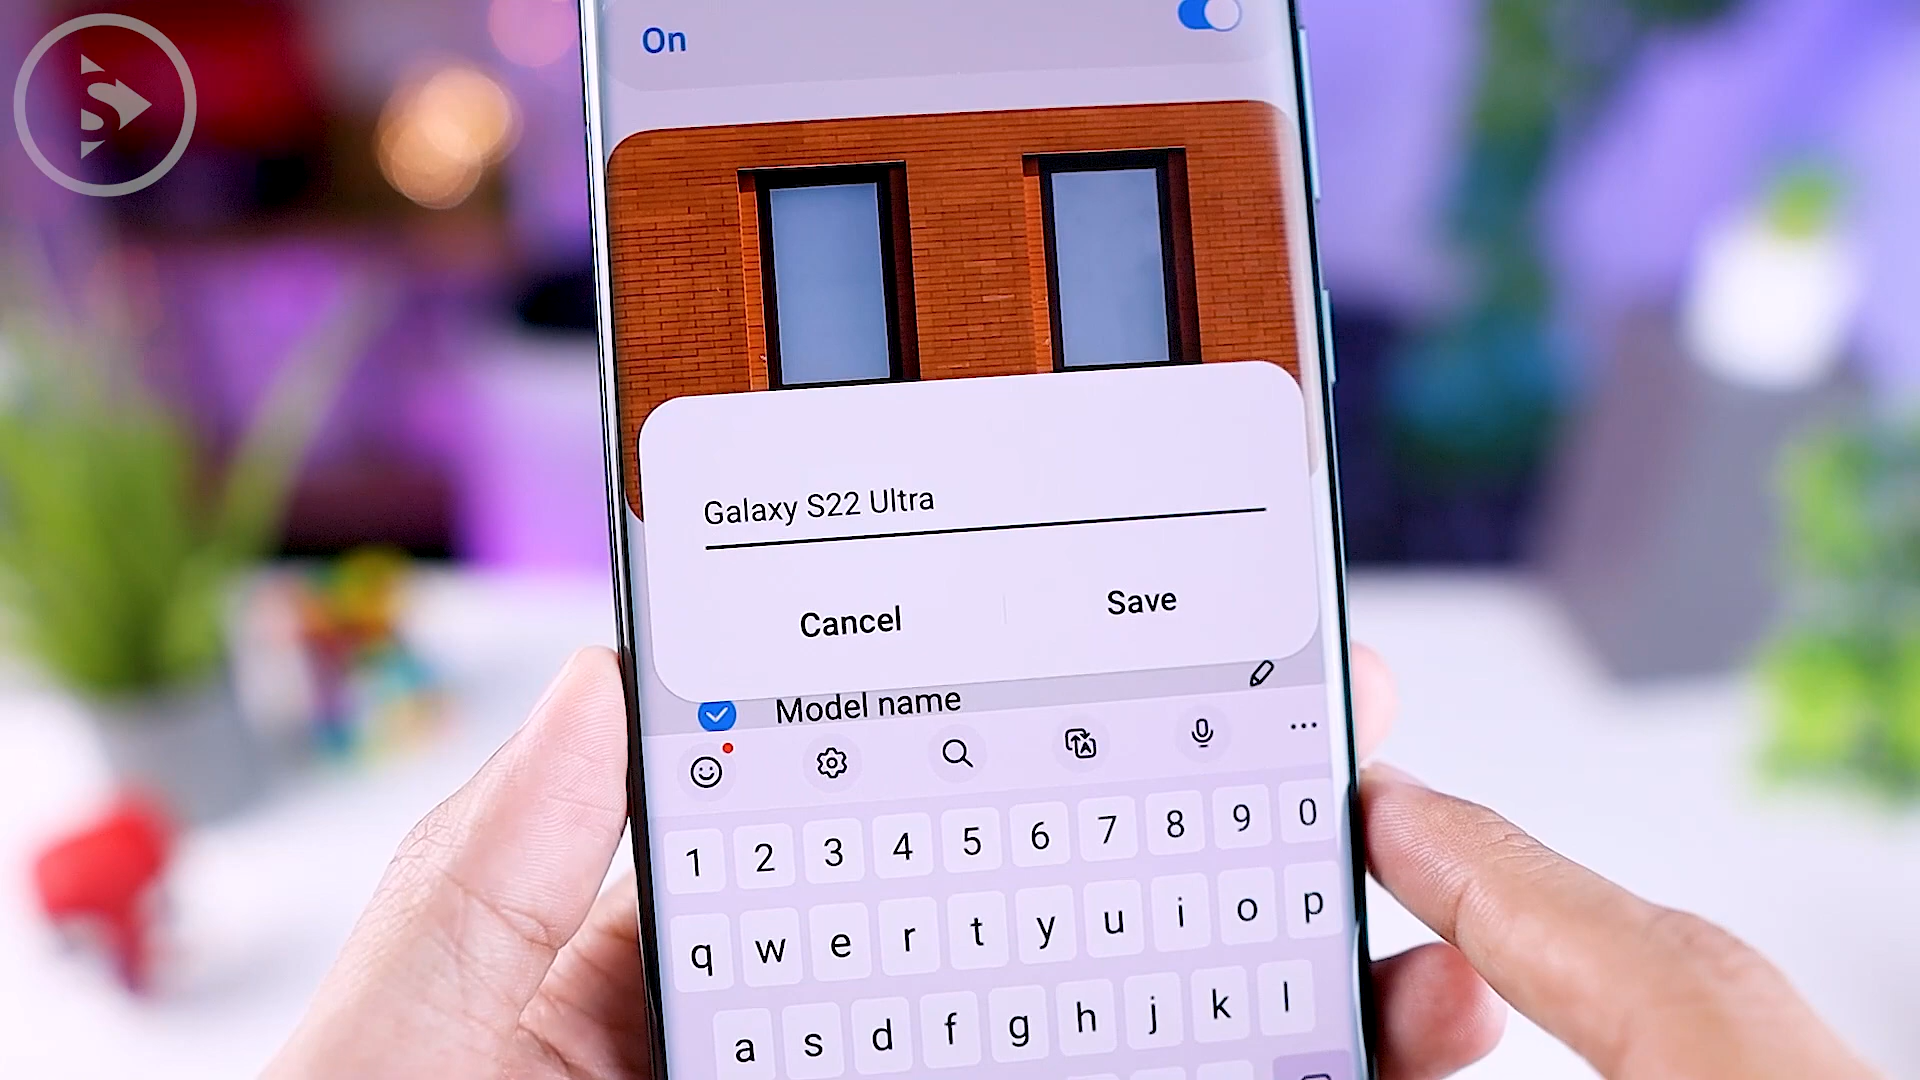 On
Galaxy S22 Ultra
Cancel Save
Model name
1 2 3 4 5 6 7 8 9 0
q w e r t y u i o p
a s d f g h j k l